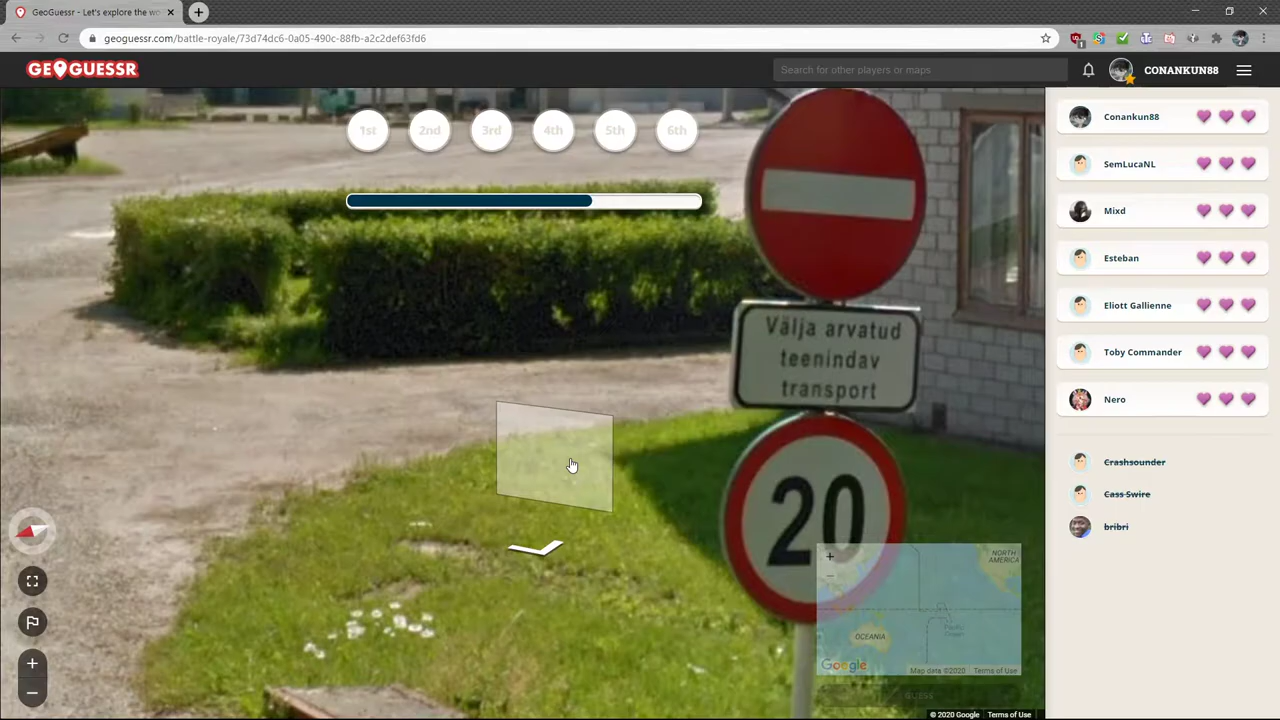 GeoGuessr - Let's explore the wo
geoguessr.com/battle-royale/73d74dc6-0a05-490c-88fb-a2c2def63fd6
GEOGUESSR
Search for other players or maps
CONANKUN88
1st
2nd
3rd
4th
5th
6th
Välja arvatud
teenindav
transport
20
NORTH
AMERICA
OCEANIA
Pacific
Ocean
Google
Map data ©2020
Terms of Use
GUESS
© 2020 Google
Terms of Use
Conankun88
SemLucaNL
Mixd
Esteban
Eliott Gallienne
Toby Commander
Nero
Crashsounder
Cass Swire
bribri